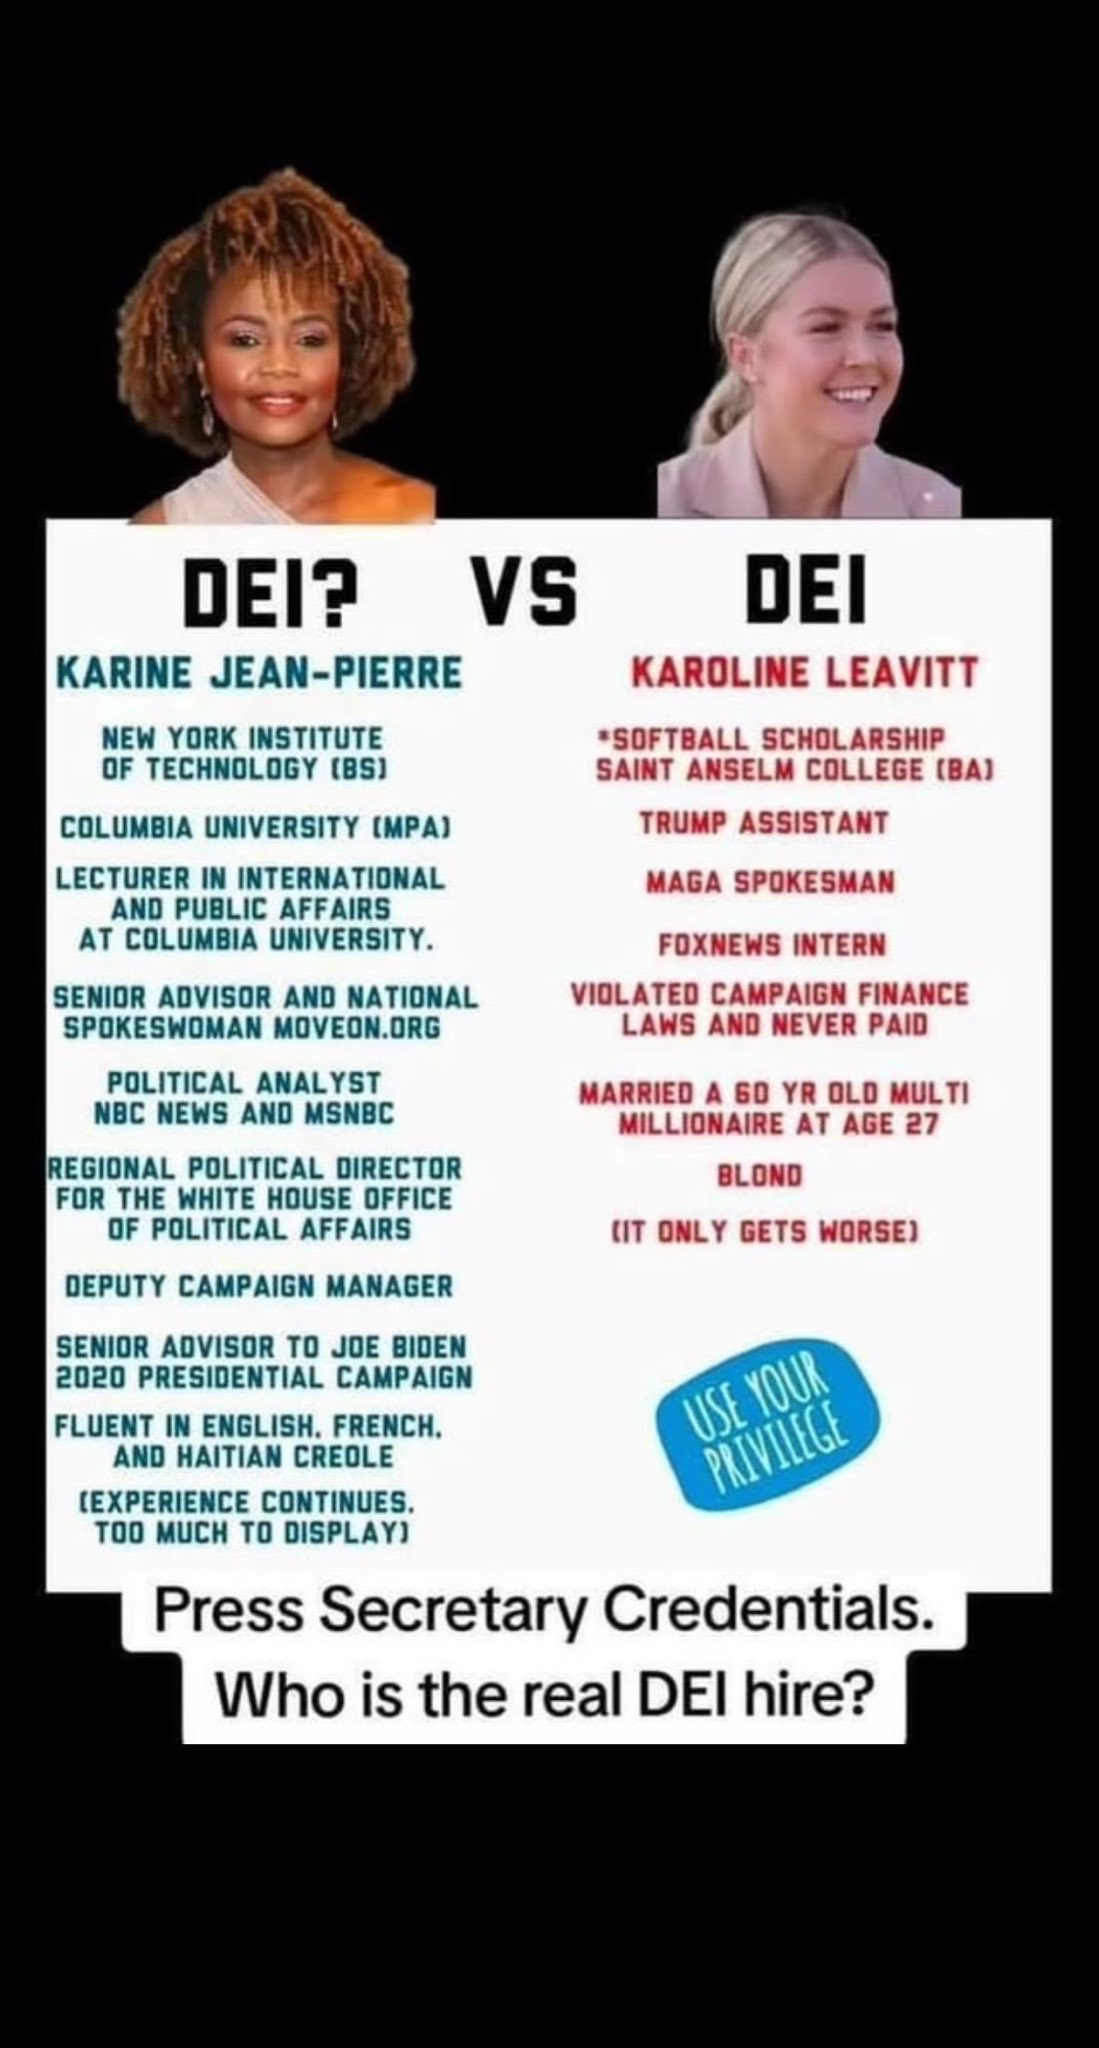 DEI? VS DEI
KARINE JEAN-PIERRE
NEW YORK INSTITUTE
OF TECHNOLOGY (BS)
COLUMBIA UNIVERSITY (MPA)
LECTURER IN INTERNATIONAL
AND PUBLIC AFFAIRS
AT COLUMBIA UNIVERSITY.
SENIOR ADVISOR AND NATIONAL
SPOKESWOMAN MOVEON.ORG
POLITICAL ANALYST
NBC NEWS AND MSNBC
REGIONAL POLITICAL DIRECTOR
FOR THE WHITE HOUSE OFFICE
OF POLITICAL AFFAIRS
DEPUTY CAMPAIGN MANAGER
SENIOR ADVISOR TO JOE BIDEN
2020 PRESIDENTIAL CAMPAIGN
FLUENT IN ENGLISH, FRENCH,
AND HAITIAN CREOLE
(EXPERIENCE CONTINUES.
TOO MUCH TO DISPLAY)
KAROLINE LEAVITT
*SOFTBALL SCHOLARSHIP
SAINT ANSELM COLLEGE (BA)
TRUMP ASSISTANT
MAGA SPOKESMAN
FOXNEWS INTERN
VIOLATED CAMPAIGN FINANCE
LAWS AND NEVER PAID
MARRIED A 60 YR OLD MULTI
MILLIONAIRE AT AGE 27
BLOND
(IT ONLY GETS WORSE)
USE YOUR
PRIVILEGE
Press Secretary Credentials.
Who is the real DEI hire?